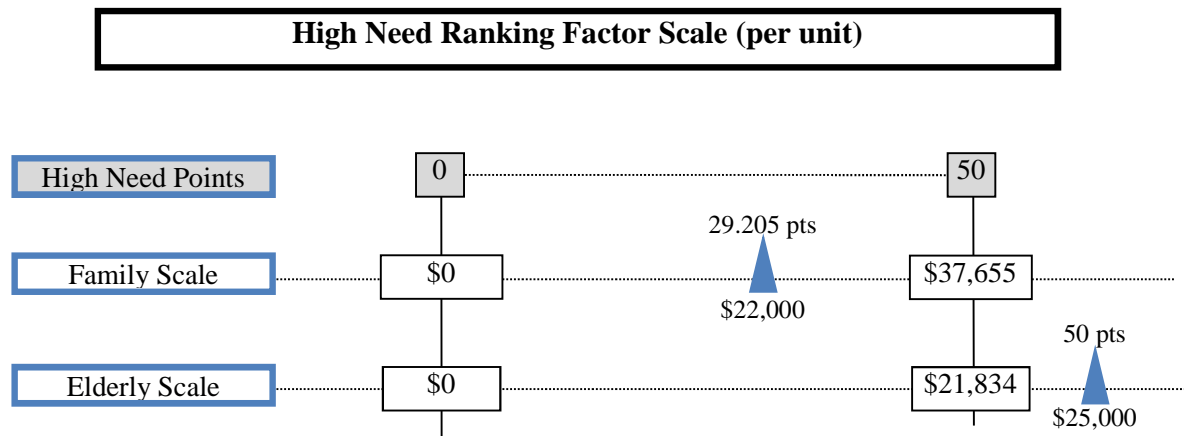 High Need Ranking Factor Scale (per unit)
High Need Points
0
50
29.205 pts
Family Scale
$0
$37,655
$22,000
50 pts
Elderly Scale
$0
$21,834
$25,000